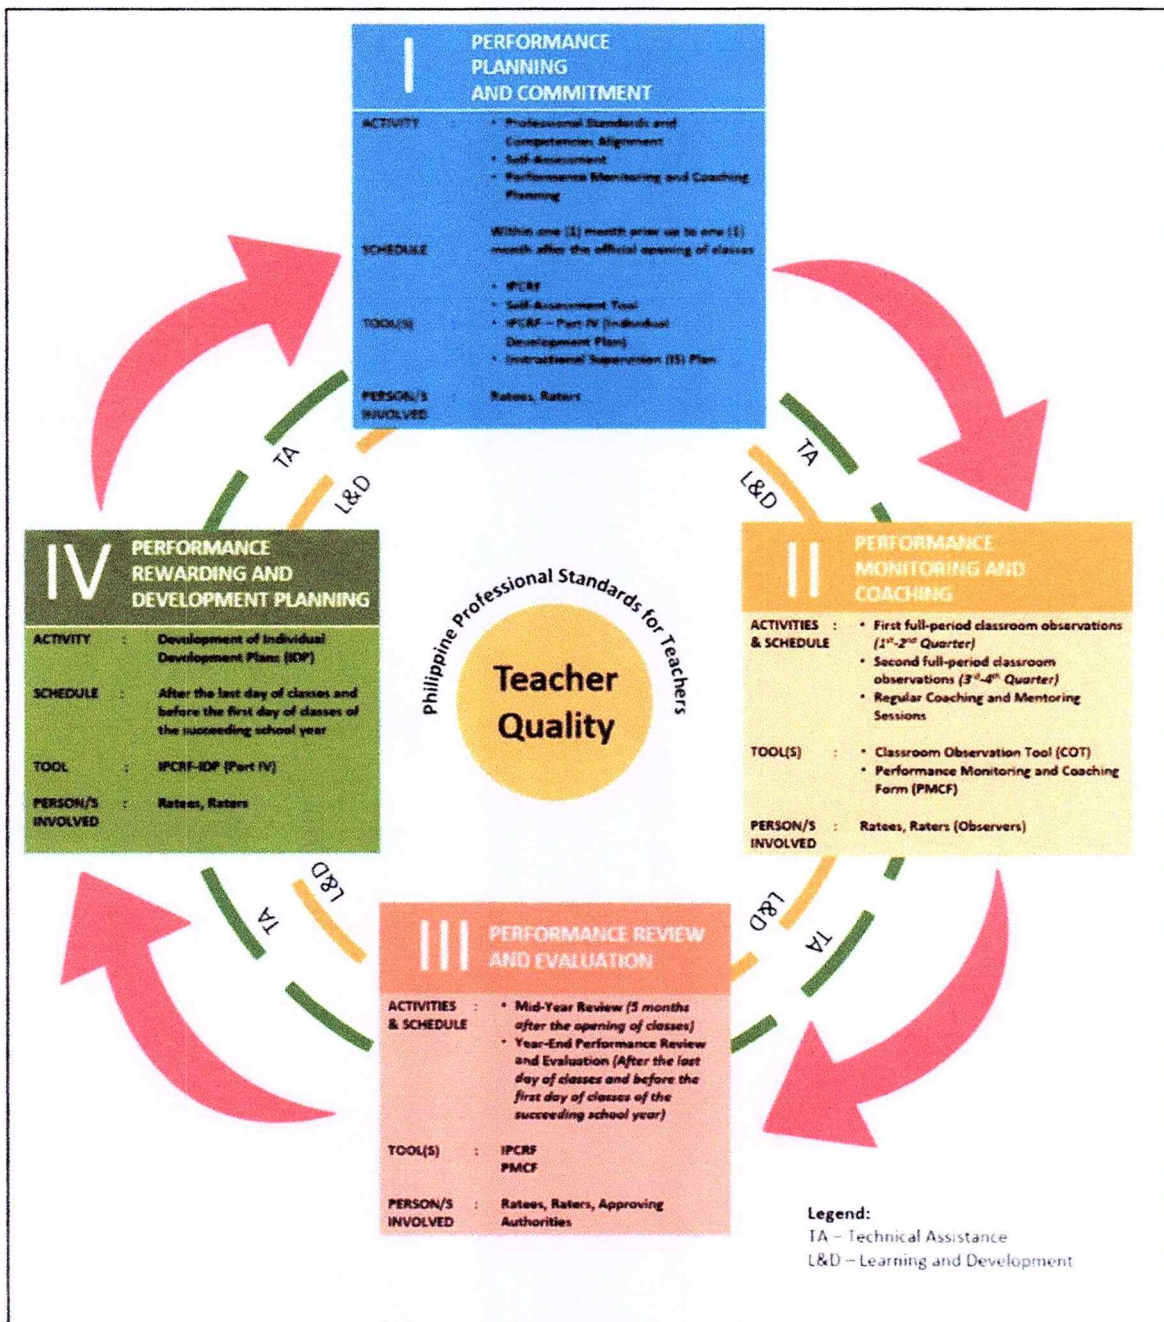 I
PERFORMANCE
PLANNING
AND COMMITMENT
ACTIVITY :
• Professional Standards and
Competencies Alignment
• Self-Assessment
• Performance Monitoring and Coaching
Planning
SCHEDULE
Within one (1) month prior up to one (1)
month after the official opening of classes
TOOL(S) :
• IPCRF
• Self-Assessment Tool
• IPCRF – Part IV (Individual
Development Plan)
• Instructional Supervision (IS) Plan
PERSON/S : Ratees, Raters
INVOLVED
TA
L&D
TA
L&D
II
PERFORMANCE
MONITORING AND
COACHING
ACTIVITIES : • First full-period classroom observations
& SCHEDULE (1st-2nd Quarter)
• Second full-period classroom
observations (3rd-4th Quarter)
• Regular Coaching and Mentoring
Sessions
TOOL(S) : • Classroom Observation Tool (COT)
• Performance Monitoring and Coaching
Form (PMCF)
PERSON/S : Ratees, Raters (Observers)
INVOLVED
L&D
TA
III
PERFORMANCE REVIEW
AND EVALUATION
ACTIVITIES : • Mid-Year Review (5 months
& SCHEDULE after the opening of classes)
• Year-End Performance Review
and Evaluation (After the last
day of classes and before the
first day of classes of the
succeeding school year)
TOOL(S) : IPCRF
PMCF
PERSON/S : Ratees, Raters, Approving
INVOLVED Authorities
L&D
TA
IV
PERFORMANCE
REWARDING AND
DEVELOPMENT PLANNING
ACTIVITY : Development of Individual
Development Plans (IDP)
SCHEDULE : After the last day of classes and
before the first day of classes of
the succeeding school year
TOOL : IPCRF-IDP (Part IV)
PERSON/S : Ratees, Raters
INVOLVED
Philippine Professional Standards for Teachers
Teacher
Quality
Legend:
TA – Technical Assistance
L&D – Learning and Development